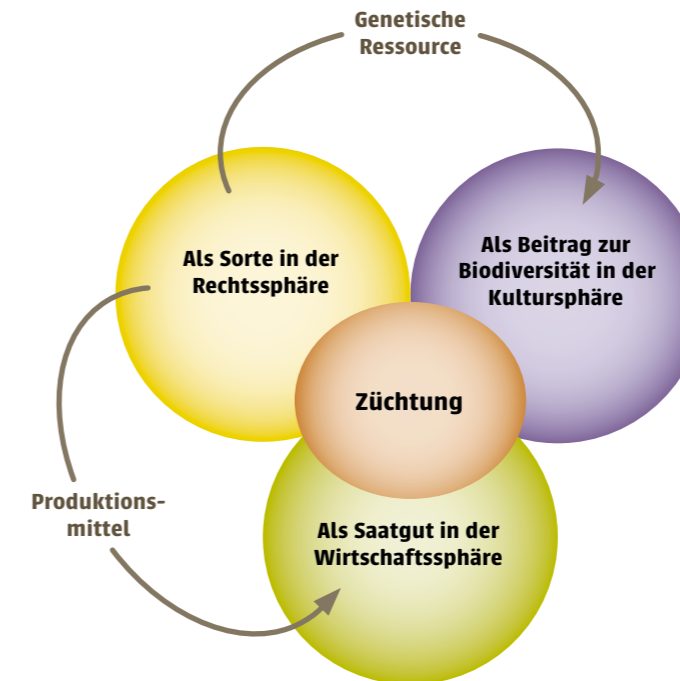 Genetische
Ressource
Als Sorte in der
Rechtssphäre
Als Beitrag zur
Biodiversität in der
Kultursphäre
Züchtung
Produktions-
mittel
Als Saatgut in der
Wirtschaftssphäre